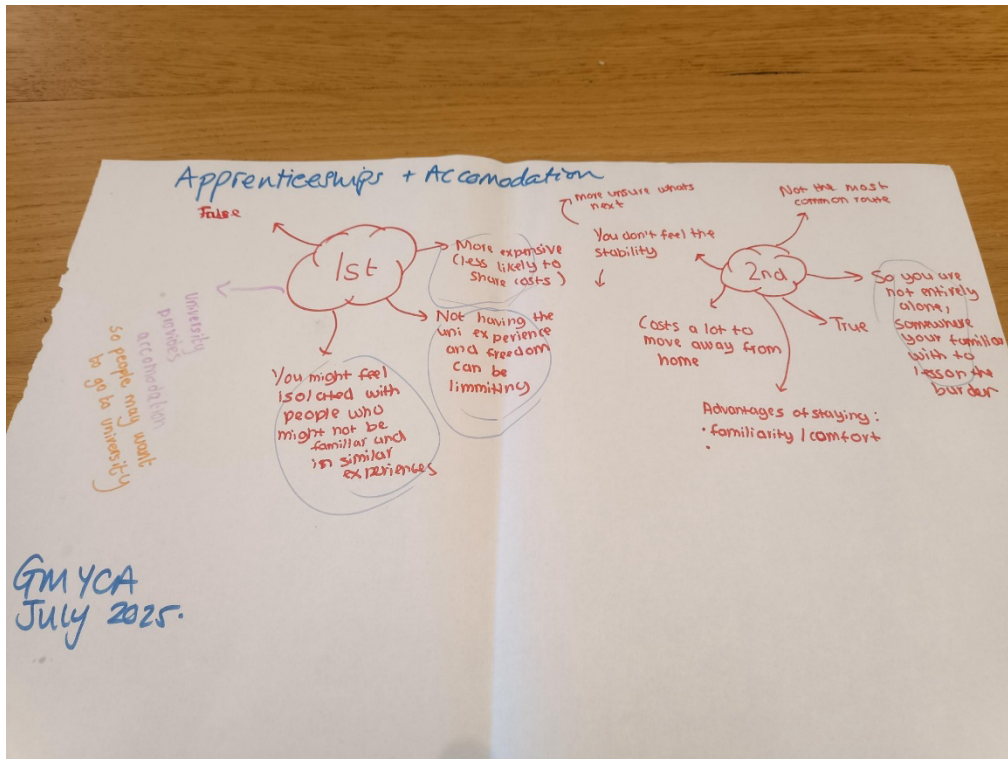 Apprenticeships + Accomodation
False
1st
More expensive
(less likely to
share costs)
Not having the
uni experience
and freedom
can be
limmiting
You might feel
isolated with
people who
might not be
familiar and
in similar
experiences
university
• provides
accomodation
so people may want
to go to university
more unsure whats
next
You don't feel the
stability
2nd
Not the most
common route
So you are
not entirely
alone,
somewhere
your familiar
with to
lesson the
burder
True
Costs a lot to
move away from
home
Advantages of staying:
• familiarity / comfort
•
GMYCA
July 2025.